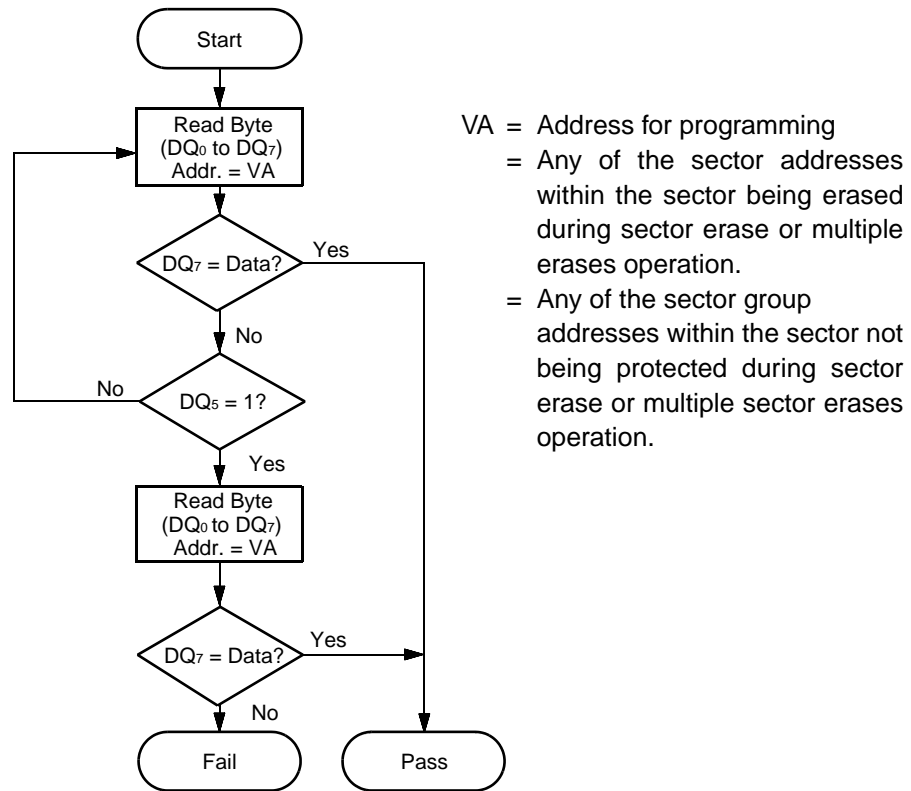 Start
Read Byte
(DQ0 to DQ7)
Addr. = VA
DQ7 = Data?
Yes
No
DQ5 = 1?
No
Yes
Read Byte
(DQ0 to DQ7)
Addr. = VA
DQ7 = Data?
Yes
No
Fail
Pass
VA = Address for programming
= Any of the sector addresses
within the sector being erased
during sector erase or multiple
erases operation.
= Any of the sector group
addresses within the sector not
being protected during sector
erase or multiple sector erases
operation.